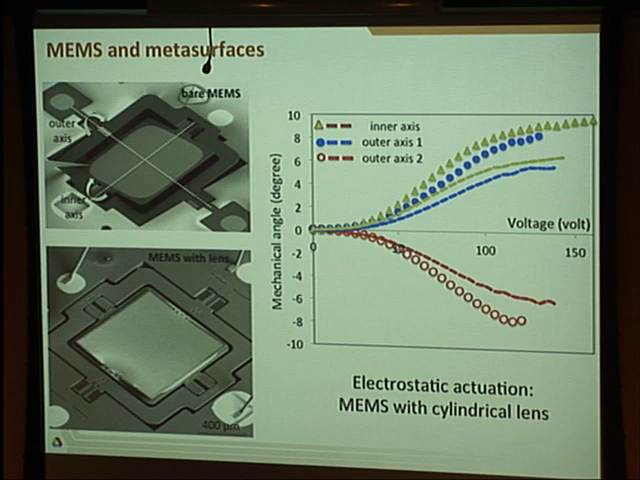 MEMS and metasurfaces
bare MEMS
outer
axis
inner
axis
MEMS with lens
400 µm
Mechanical angle (degree)
10
8
6
4
2
0
-2
-4
-6
-8
-10
inner axis
outer axis 1
outer axis 2
Voltage (volt)
0
50
100
150
Electrostatic actuation:
MEMS with cylindrical lens